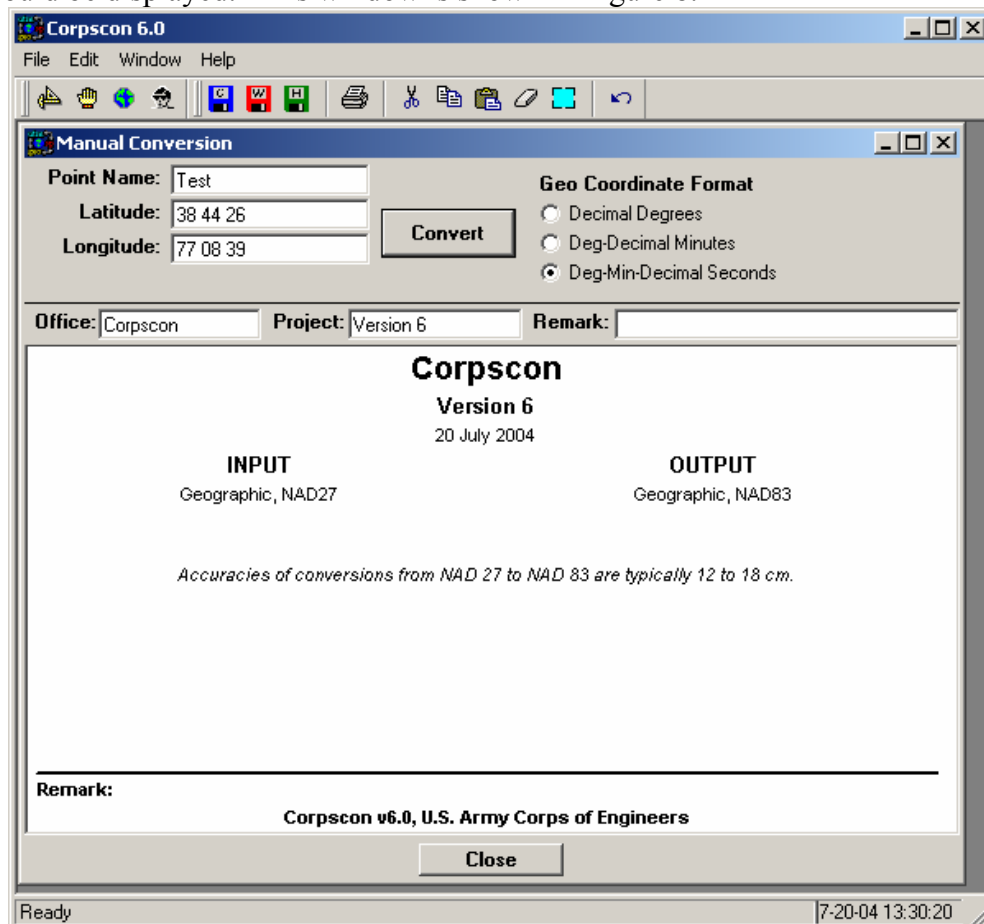 Corpscon 6.0
File Edit Window Help
C W H
Manual Conversion
Point Name: Test
Latitude: 38 44 26
Longitude: 77 08 39
Convert
Geo Coordinate Format
Decimal Degrees
Deg-Decimal Minutes
Deg-Min-Decimal Seconds
Office: Corpscon Project: Version 6 Remark:
Corpscon
Version 6
20 July 2004
INPUT OUTPUT
Geographic, NAD27 Geographic, NAD83
Accuracies of conversions from NAD 27 to NAD 83 are typically 12 to 18 cm.
Remark:
Corpscon v6.0, U.S. Army Corps of Engineers
Close
Ready 7-20-04 13:30:20